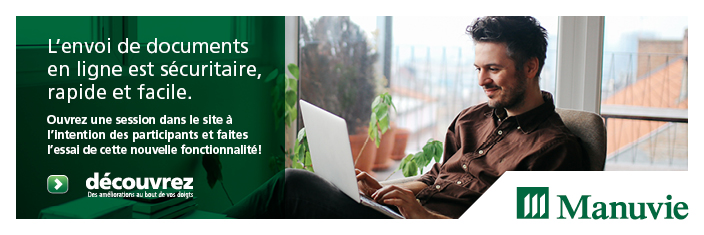 L'envoi de documents
en ligne est sécuritaire,
rapide et facile.
Ouvrez une session dans le site à
l'intention des participants et faites
l'essai de cette nouvelle fonctionnalité!
découvrez
Des améliorations au bout de vos doigts
Manuvie